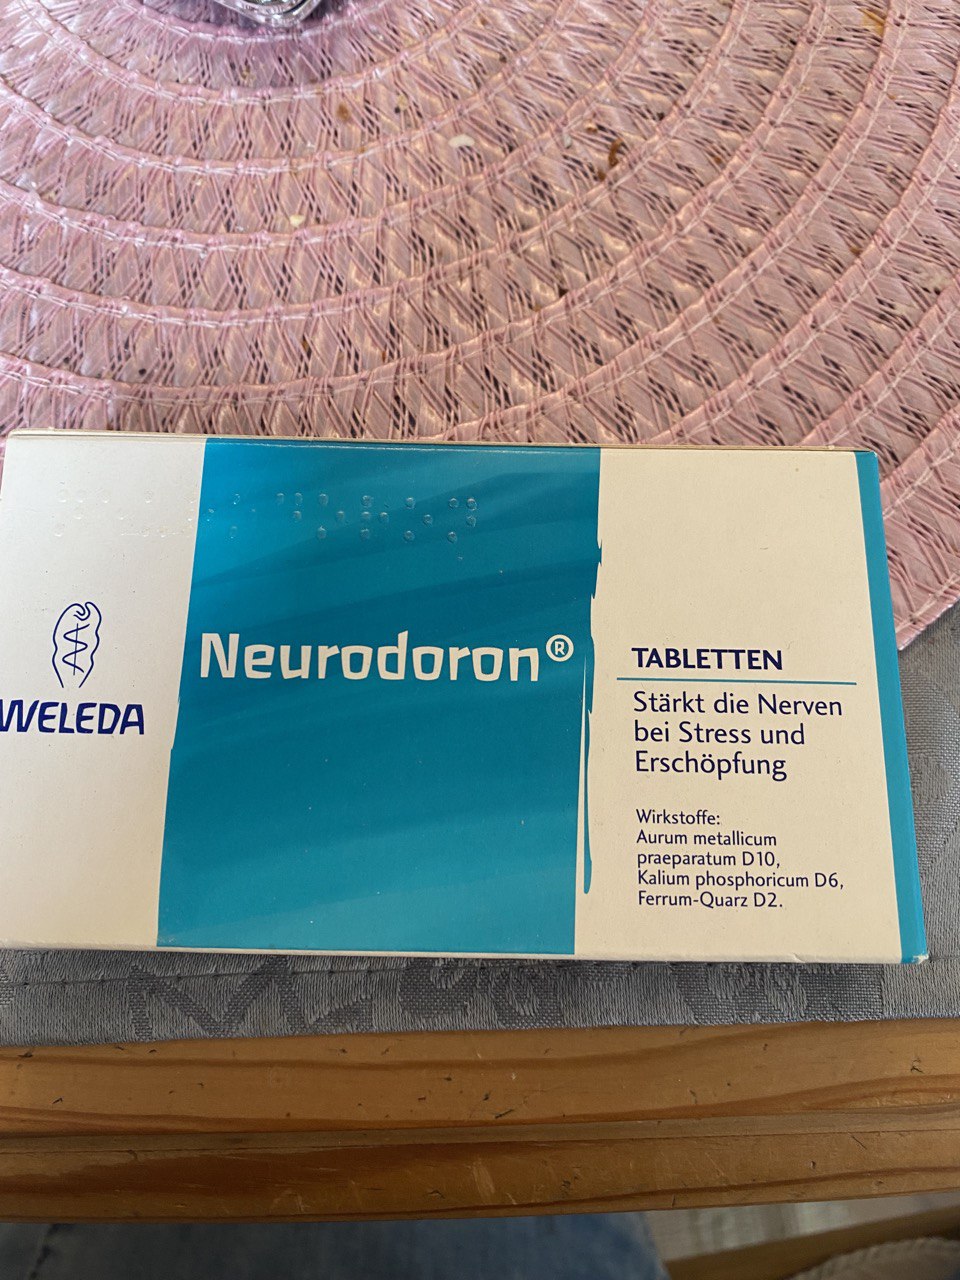 WELEDA
Neurodoron®
TABLETTEN
Stärkt die Nerven
bei Stress und
Erschöpfung
Wirkstoffe:
Aurum metallicum
praeparatum D10,
Kalium phosphoricum D6,
Ferrum-Quarz D2.